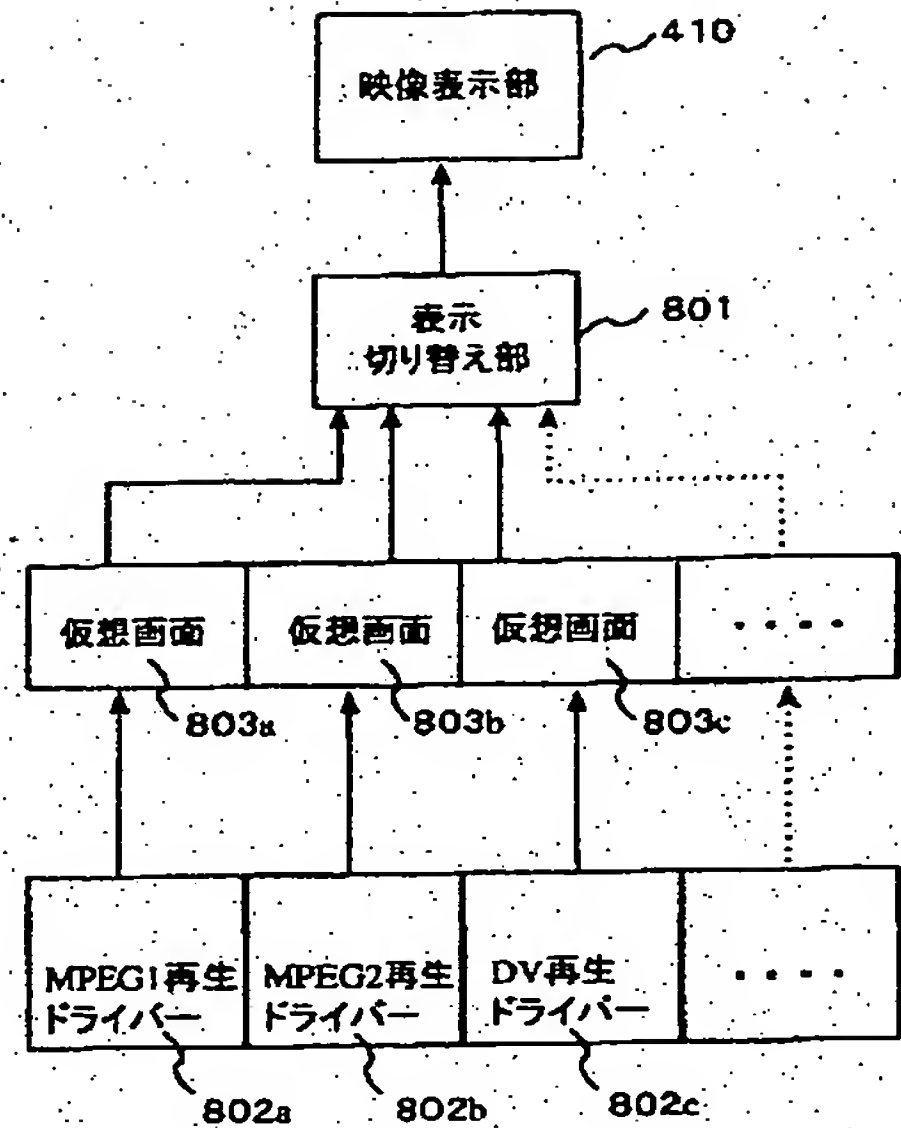 410
映像表示部
表示
切り替え部
801
仮想画面
仮想画面
仮想画面
・・・・
803a
803b
803c
MPEG1再生
ドライバー
MPEG2再生
ドライバー
DV再生
ドライバー
・・・・
802a
802b
802c